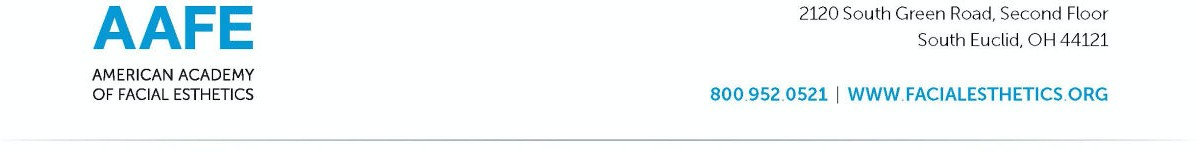 AAFE
AMERICAN ACADEMY
OF FACIAL ESTHETICS
2120 South Green Road, Second Floor
South Euclid, OH 44121
800.952.0521 | WWW.FACIALESTHETICS.ORG